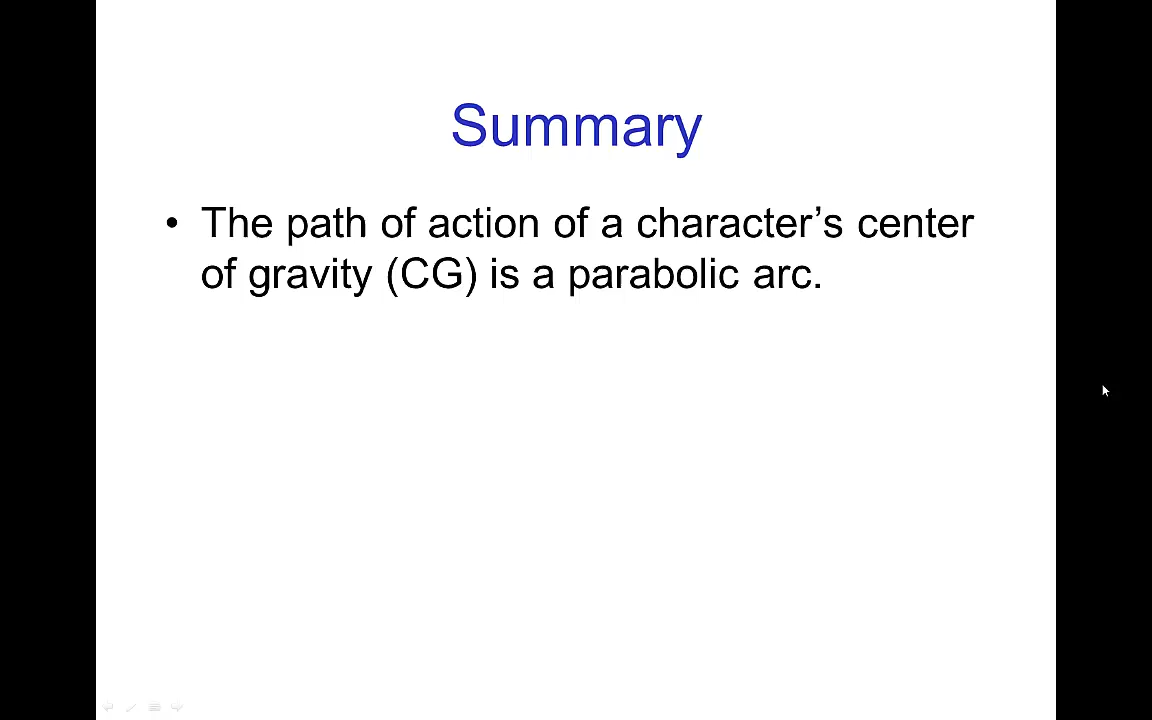 Summary
• The path of action of a character’s center
of gravity (CG) is a parabolic arc.